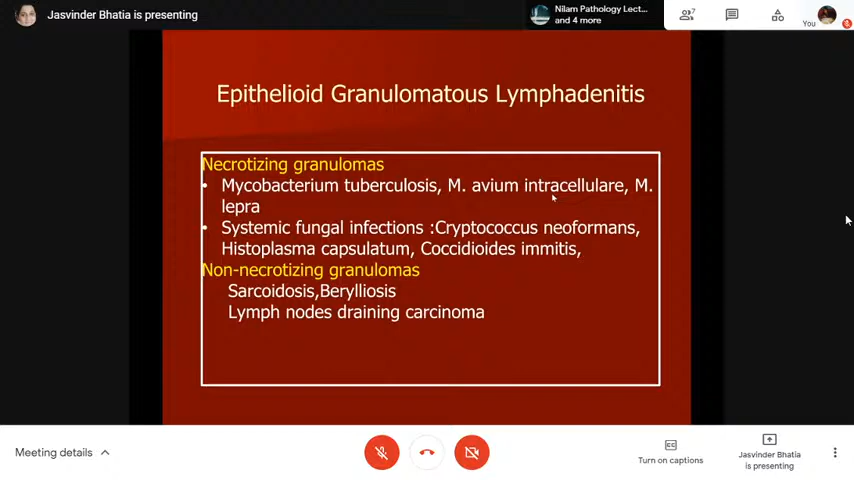 Jasvinder Bhatia is presenting
Nilam Pathology Lect...
and 4 more
7
You
Epithelioid Granulomatous Lymphadenitis
Necrotizing granulomas
• Mycobacterium tuberculosis, M. avium intracellulare, M.
lepra
• Systemic fungal infections :Cryptococcus neoformans,
Histoplasma capsulatum, Coccidioides immitis,
Non-necrotizing granulomas
Sarcoidosis,Berylliosis
Lymph nodes draining carcinoma
Meeting details
Turn on captions
Jasvinder Bhatia
is presenting